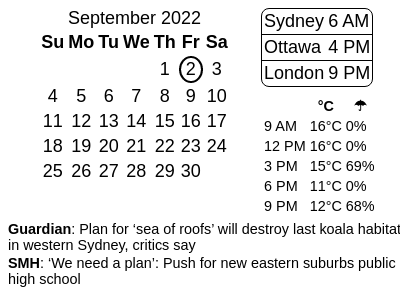 September 2022
Su Mo Tu We Th Fr Sa
1 2 3
4 5 6 7 8 9 10
11 12 13 14 15 16 17
18 19 20 21 22 23 24
25 26 27 28 29 30
Sydney 6 AM
Ottawa 4 PM
London 9 PM
°C ☂
9 AM 16°C 0%
12 PM 16°C 0%
3 PM 15°C 69%
6 PM 11°C 0%
9 PM 12°C 68%
Guardian: Plan for ‘sea of roofs’ will destroy last koala habitat
in western Sydney, critics say
SMH: ‘We need a plan’: Push for new eastern suburbs public
high school